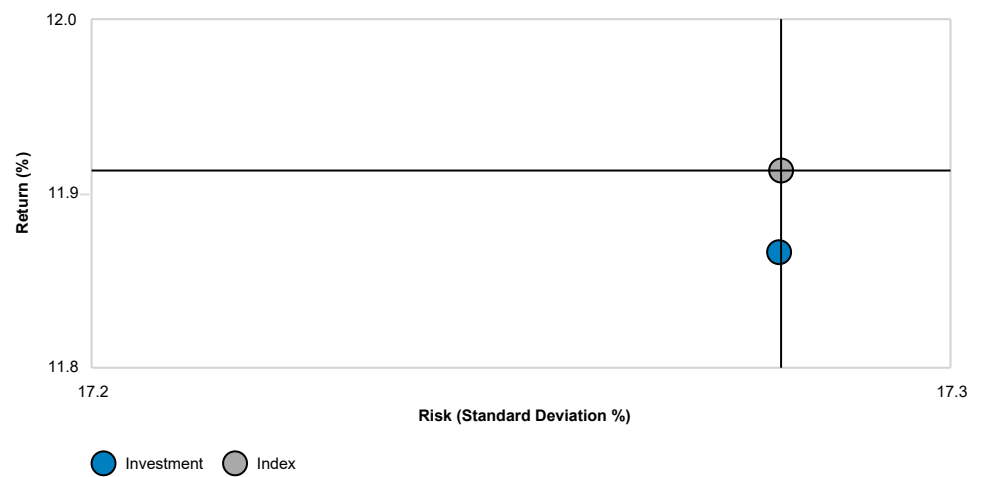 12.0
Return (%)
11.9
11.8
17.2
17.3
Risk (Standard Deviation %)
Investment
Index